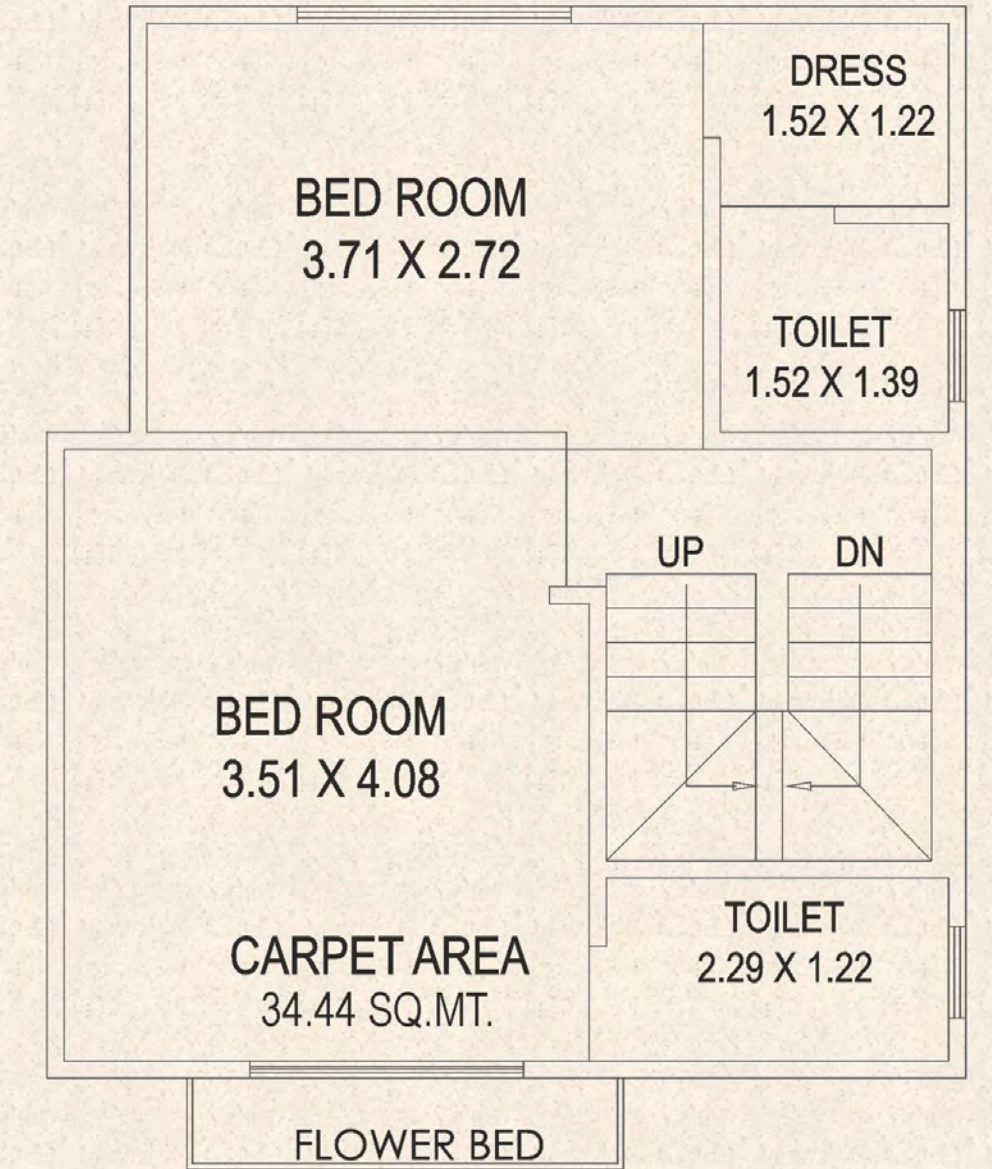 DRESS
1.52 X 1.22
BED ROOM
3.71 X 2.72
TOILET
1.52 X 1.39
UP
DN
BED ROOM
3.51 X 4.08
TOILET
2.29 X 1.22
CARPET AREA
34.44 SQ.MT.
FLOWER BED